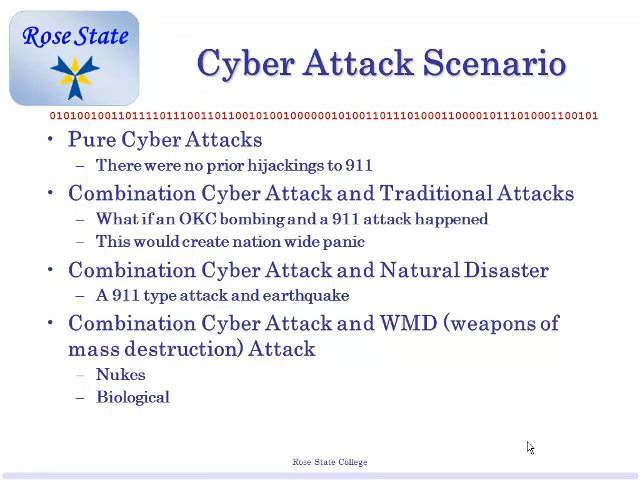 Rose State
Cyber Attack Scenario
01010010011011110111001101100101001000000101001101110100011000010111010001100101
• Pure Cyber Attacks
– There were no prior hijackings to 911
• Combination Cyber Attack and Traditional Attacks
– What if an OKC bombing and a 911 attack happened
– This would create nation wide panic
• Combination Cyber Attack and Natural Disaster
– A 911 type attack and earthquake
• Combination Cyber Attack and WMD (weapons of
mass destruction) Attack
– Nukes
– Biological
Rose State College